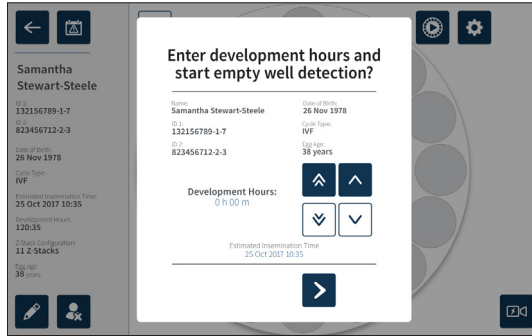 Samantha
Stewart-Steele
ID 1:
132156789-1-7
ID 2:
823456712-2-3
Date of Birth:
26 Nov 1978
Cycle Type:
IVF
Estimated Insemination Time:
25 Oct 2017 10:35
Development Hours:
120:35
Z-Stack Configuration:
11 Z-Stacks
Egg age:
38 years
Enter development hours and
start empty well detection?
Name:
Samantha Stewart-Steele
Date of Birth:
26 Nov 1978
ID 1:
132156789-1-7
Cycle Type:
IVF
ID 2:
823456712-2-3
Egg Age:
38 years
Development Hours:
0 h 00 m
Estimated Insemination Time
25 Oct 2017 10:35